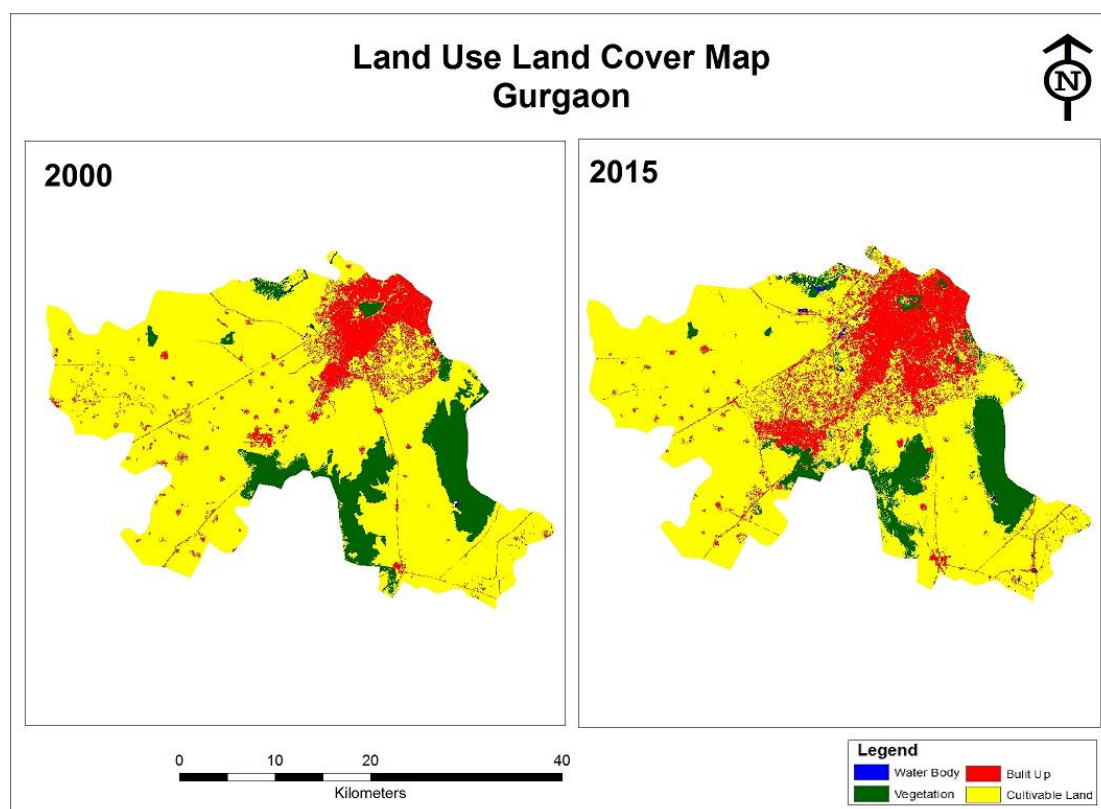 Land Use Land Cover Map
Gurgaon
N
2000
2015
0 10 20 40
Kilometers
Legend
Water Body
Bulit Up
Vegetation
Cultivable Land